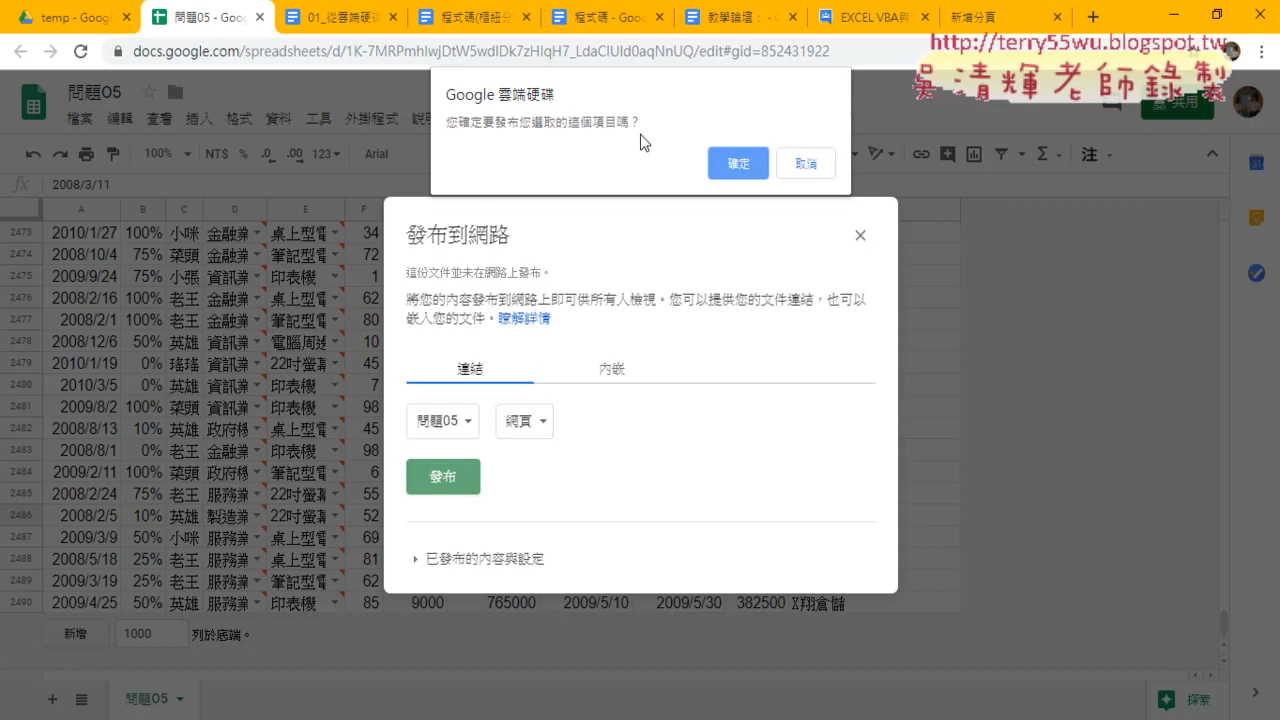 temp - Goog
問題05 - Goo
01_從雲端硬碟
程式碼(樞紐分
程式碼 - Goo
教學論壇： - G
EXCEL VBA與
新增分頁
docs.google.com/spreadsheets/d/1K-7MRPmhlwjDtW5wdIDk7zHIqH7_LdaClUId0aqNnUQ/edit#gid=852431922
http://terry55wu.blogspot.tw
吳清輝老師錄製
問題05
檔案 編輯 查看 插入 格式 資料 工具 外掛程式 說明
共用
Google 雲端硬碟
您確定要發布您選取的這個項目嗎？
確定 取消
100% NT$ % .0 .00 123 Arial
注
fx 2008/3/11
A B C D E F
2473 2010/1/27 100% 小咪 金融業 桌上型電 34
2474 2008/10/4 75% 菜頭 金融業 筆記型電 72
2475 2009/9/24 75% 小張 資訊業 印表機 1
2476 2008/2/16 100% 老王 金融業 桌上型電 62
2477 2008/2/1 100% 老王 金融業 筆記型電 80
2478 2008/12/6 50% 英雄 資訊業 電腦周邊 10
2479 2010/1/19 0% 瑤瑤 資訊業 22吋螢幕 45
2480 2010/3/5 0% 英雄 資訊業 印表機 7
2481 2009/8/2 100% 菜頭 資訊業 印表機 98
2482 2008/8/13 10% 英雄 政府機 桌上型電 45
2483 2008/8/1 0% 老王 金融業 印表機 98
2484 2009/2/11 100% 菜頭 政府機 筆記型電 6
2485 2008/2/24 75% 老王 服務業 22吋螢幕 55
2486 2008/2/5 10% 英雄 製造業 22吋螢幕 52
2487 2009/3/9 50% 小咪 服務業 桌上型電 69
2488 2008/5/18 25% 老王 服務業 桌上型電 81
2489 2009/3/19 25% 老王 服務業 筆記型電 62
2490 2009/4/25 50% 英雄 服務業 印表機 85 9000 765000 2009/5/10 2009/5/30 382500 X翔倉儲
發布到網路
這份文件並未在網路上發布。
將您的內容發布到網路上即可供所有人檢視。您可以提供您的文件連結，也可以
嵌入您的文件。瞭解詳情
連結 內嵌
問題05 網頁
發布
已發布的內容與設定
新增 1000 列於底端。
問題05
探索